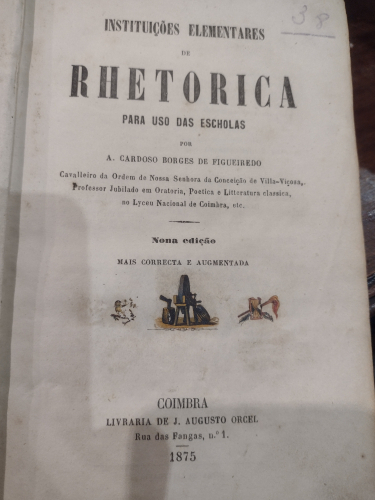 38
INSTITUIÇÕES ELEMENTARES
DE
RHETORICA
PARA USO DAS ESCHOLAS
POR
A. CARDOSO BORGES DE FIGUEIREDO
Cavalleiro da Ordem de Nossa Senhora da Conceição de Villa-Viçosa,
Professor Jubilado em Oratoria, Poetica e Litteratura classica,
no Lyceu Nacional de Coimbra, etc.
Nona edição
MAIS CORRECTA E AUGMENTADA
COIMBRA
LIVRARIA DE J. AUGUSTO ORCEL
Rua das Fangas, n.º 1.
1875